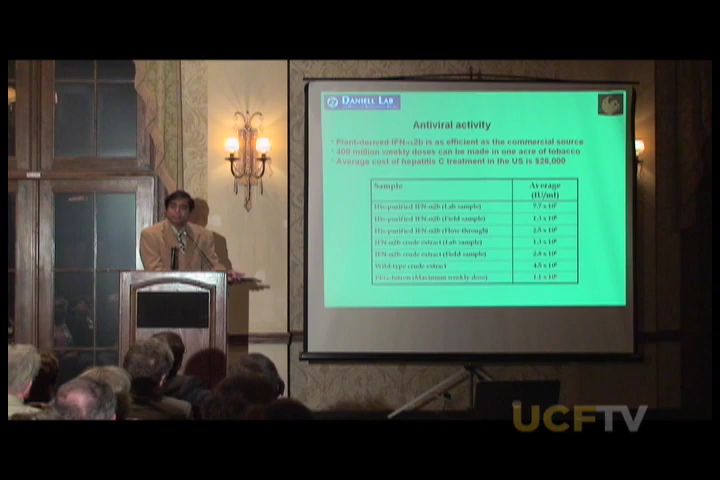 DANIELL LAB
Antiviral activity
Plant-derived IFN-α2b is as efficient as the commercial source
400 million weekly doses can be made in one acre of tobacco
Average cost of hepatitis C treatment in the US is $26,000
Sample
Average
(IU/ml)
His-purified IFN-α2b (Lab sample)
His-purified IFN-α2b (Field sample)
His-purified IFN-α2b (Flow-through)
IFN-α2b crude extract (Lab sample)
IFN-α2b crude extract (Field sample)
Wild-type crude extract
(Maximum weekly dose)
UCFTV